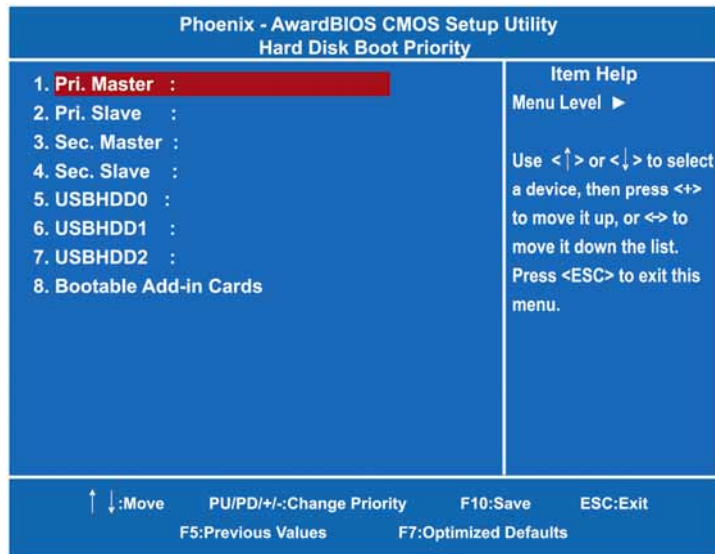 Phoenix - AwardBIOS CMOS Setup Utility
Hard Disk Boot Priority
1. Pri. Master :
2. Pri. Slave :
3. Sec. Master :
4. Sec. Slave :
5. USBHDD0 :
6. USBHDD1 :
7. USBHDD2 :
8. Bootable Add-in Cards
Item Help
Menu Level ►
Use <↑> or <↓> to select
a device, then press <+>
to move it up, or <-> to
move it down the list.
Press <ESC> to exit this
menu.
↑ ↓:Move PU/PD/+/-:Change Priority F10:Save ESC:Exit
F5:Previous Values F7:Optimized Defaults